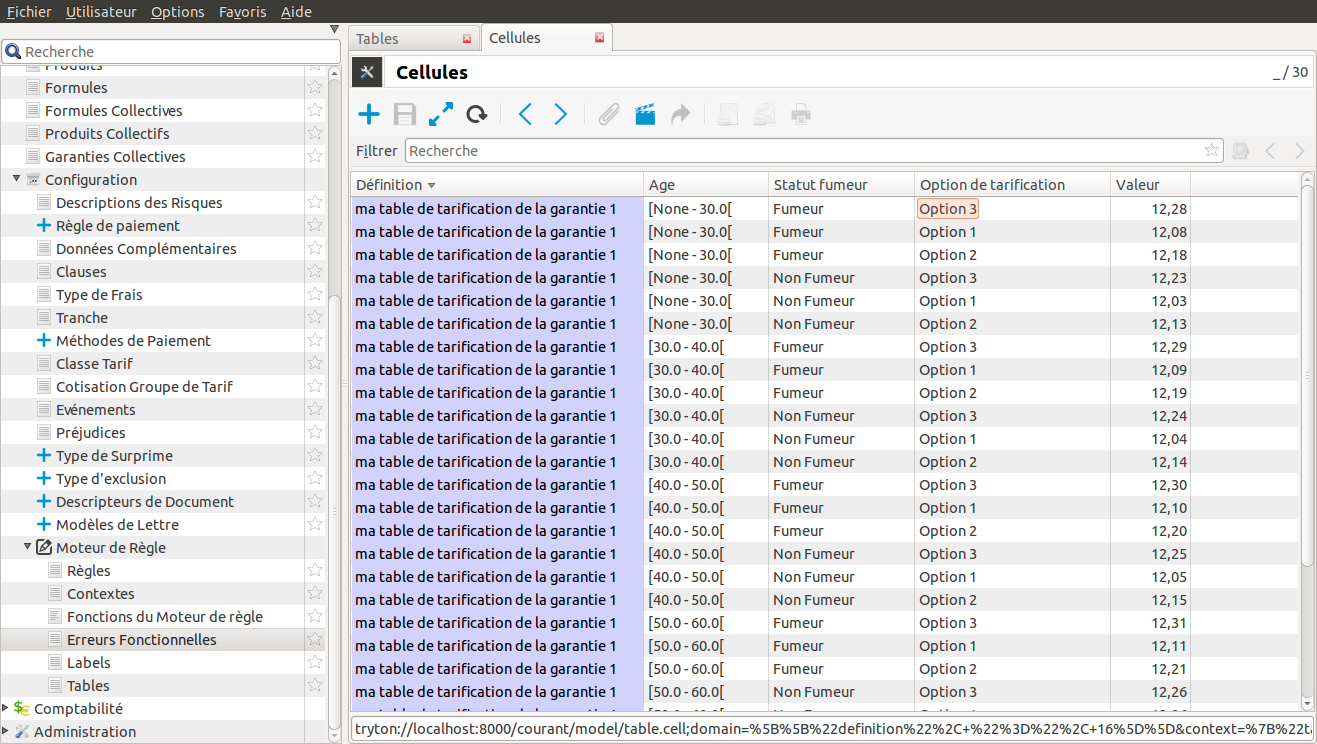 Fichier Utilisateur Options Favoris Aide
Recherche
Produits
Formules
Formules Collectives
Produits Collectifs
Garanties Collectives
Configuration
Descriptions des Risques
Règle de paiement
Données Complémentaires
Clauses
Type de Frais
Tranche
Méthodes de Paiement
Classe Tarif
Cotisation Groupe de Tarif
Evénements
Préjudices
Type de Surprime
Type d'exclusion
Descripteurs de Document
Modèles de Lettre
Moteur de Règle
Règles
Contextes
Fonctions du Moteur de règle
Erreurs Fonctionnelles
Labels
Tables
Comptabilité
Administration
Tables Cellules
Cellules _ / 30
Filtrer Recherche
Définition Age Statut fumeur Option de tarification Valeur
ma table de tarification de la garantie 1 [None - 30.0[ Fumeur Option 3 12,28
ma table de tarification de la garantie 1 [None - 30.0[ Fumeur Option 1 12,08
ma table de tarification de la garantie 1 [None - 30.0[ Fumeur Option 2 12,18
ma table de tarification de la garantie 1 [None - 30.0[ Non Fumeur Option 3 12,23
ma table de tarification de la garantie 1 [None - 30.0[ Non Fumeur Option 1 12,03
ma table de tarification de la garantie 1 [None - 30.0[ Non Fumeur Option 2 12,13
ma table de tarification de la garantie 1 [30.0 - 40.0[ Fumeur Option 3 12,29
ma table de tarification de la garantie 1 [30.0 - 40.0[ Fumeur Option 1 12,09
ma table de tarification de la garantie 1 [30.0 - 40.0[ Fumeur Option 2 12,19
ma table de tarification de la garantie 1 [30.0 - 40.0[ Non Fumeur Option 3 12,24
ma table de tarification de la garantie 1 [30.0 - 40.0[ Non Fumeur Option 1 12,04
ma table de tarification de la garantie 1 [30.0 - 40.0[ Non Fumeur Option 2 12,14
ma table de tarification de la garantie 1 [40.0 - 50.0[ Fumeur Option 3 12,30
ma table de tarification de la garantie 1 [40.0 - 50.0[ Fumeur Option 1 12,10
ma table de tarification de la garantie 1 [40.0 - 50.0[ Fumeur Option 2 12,20
ma table de tarification de la garantie 1 [40.0 - 50.0[ Non Fumeur Option 3 12,25
ma table de tarification de la garantie 1 [40.0 - 50.0[ Non Fumeur Option 1 12,05
ma table de tarification de la garantie 1 [40.0 - 50.0[ Non Fumeur Option 2 12,15
ma table de tarification de la garantie 1 [50.0 - 60.0[ Fumeur Option 3 12,31
ma table de tarification de la garantie 1 [50.0 - 60.0[ Fumeur Option 1 12,11
ma table de tarification de la garantie 1 [50.0 - 60.0[ Fumeur Option 2 12,21
ma table de tarification de la garantie 1 [50.0 - 60.0[ Non Fumeur Option 3 12,26
tryton://localhost:8000/courant/model/table.cell;domain=%5B%5B%22definition%22%2C+%22%3D%22%2C+16%5D%5D&context=%7B%22t